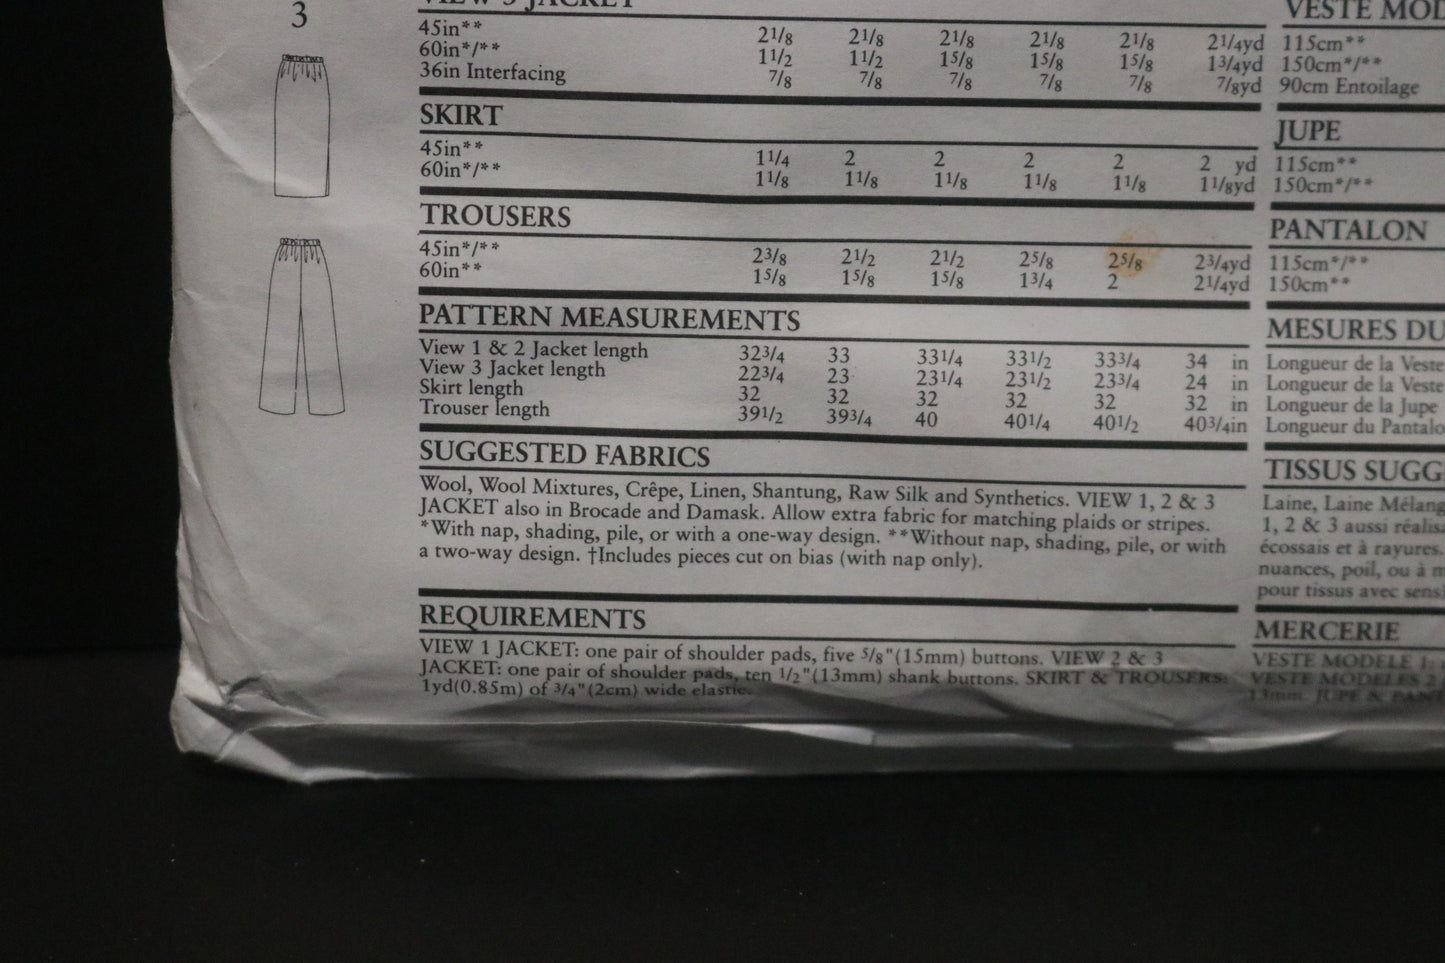 3
VIEW 3 JACKET
45in** 2 1/8 2 1/8 2 1/8 2 1/8 2 1/8 2 1/4yd
60in*/** 1 1/2 1 1/2 1 5/8 1 5/8 1 5/8 1 3/4yd
36in Interfacing 7/8 7/8 7/8 7/8 7/8 7/8yd
SKIRT
45in** 1 1/4 2 2 2 2 2 yd
60in*/** 1 1/8 1 1/8 1 1/8 1 1/8 1 1/8 1 1/8yd
TROUSERS
45in*/** 2 3/8 2 1/2 2 1/2 2 5/8 2 5/8 2 3/4yd
60in** 1 5/8 1 5/8 1 5/8 1 3/4 2 2 1/4yd
PATTERN MEASUREMENTS
View 1 & 2 Jacket length 32 3/4 33 33 1/4 33 1/2 33 3/4 34 in
View 3 Jacket length 22 3/4 23 23 1/4 23 1/2 23 3/4 24 in
Skirt length 32 32 32 32 32 32 in
Trouser length 39 1/2 39 3/4 40 40 1/4 40 1/2 40 3/4in
SUGGESTED FABRICS
Wool, Wool Mixtures, Crêpe, Linen, Shantung, Raw Silk and Synthetics. VIEW 1, 2 & 3
JACKET also in Brocade and Damask. Allow extra fabric for matching plaids or stripes.
*With nap, shading, pile, or with a one-way design. **Without nap, shading, pile, or with
a two-way design. †Includes pieces cut on bias (with nap only).
REQUIREMENTS
VIEW 1 JACKET: one pair of shoulder pads, five 5/8"(15mm) buttons. VIEW 2 & 3
JACKET: one pair of shoulder pads, ten 1/2"(13mm) shank buttons. SKIRT & TROUSERS:
1yd(0.85m) of 3/4"(2cm) wide elastic.
VESTE MOD
115cm**
150cm*/**
90cm Entoilage
JUPE
115cm**
150cm*/**
PANTALON
115cm*/**
150cm**
MESURES DU
Longueur de la Veste
Longueur de la Veste
Longueur de la Jupe
Longueur du Pantalo
TISSUS SUGG
Laine, Laine Mélang
1, 2 & 3 aussi réalisa
écossais et à rayures.
nuances, poil, ou à m
pour tissus avec sens
MERCERIE
VESTE MODELE 1:
VESTE MODELES 2
13mm. JUPE & PANT